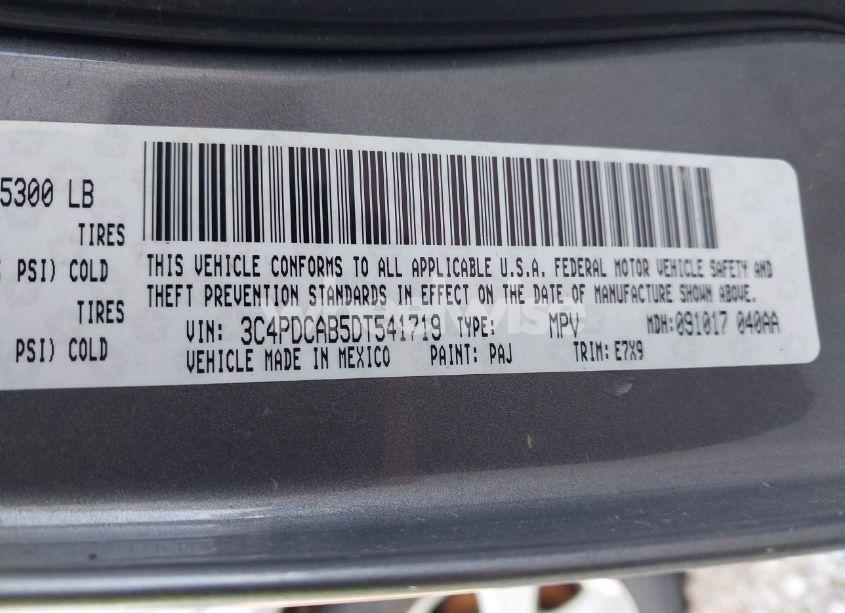 5300 LB
TIRES
PSI) COLD
TIRES
PSI) COLD
THIS VEHICLE CONFORMS TO ALL APPLICABLE U.S.A. FEDERAL MOTOR VEHICLE SAFETY AND
THEFT PREVENTION STANDARDS IN EFFECT ON THE DATE OF MANUFACTURE SHOWN ABOVE.
VIN: 3C4PDCAB5DT541719 TYPE: MPV MDH:091017 040AA
VEHICLE MADE IN MEXICO PAINT: PAJ TRIM: E7X9